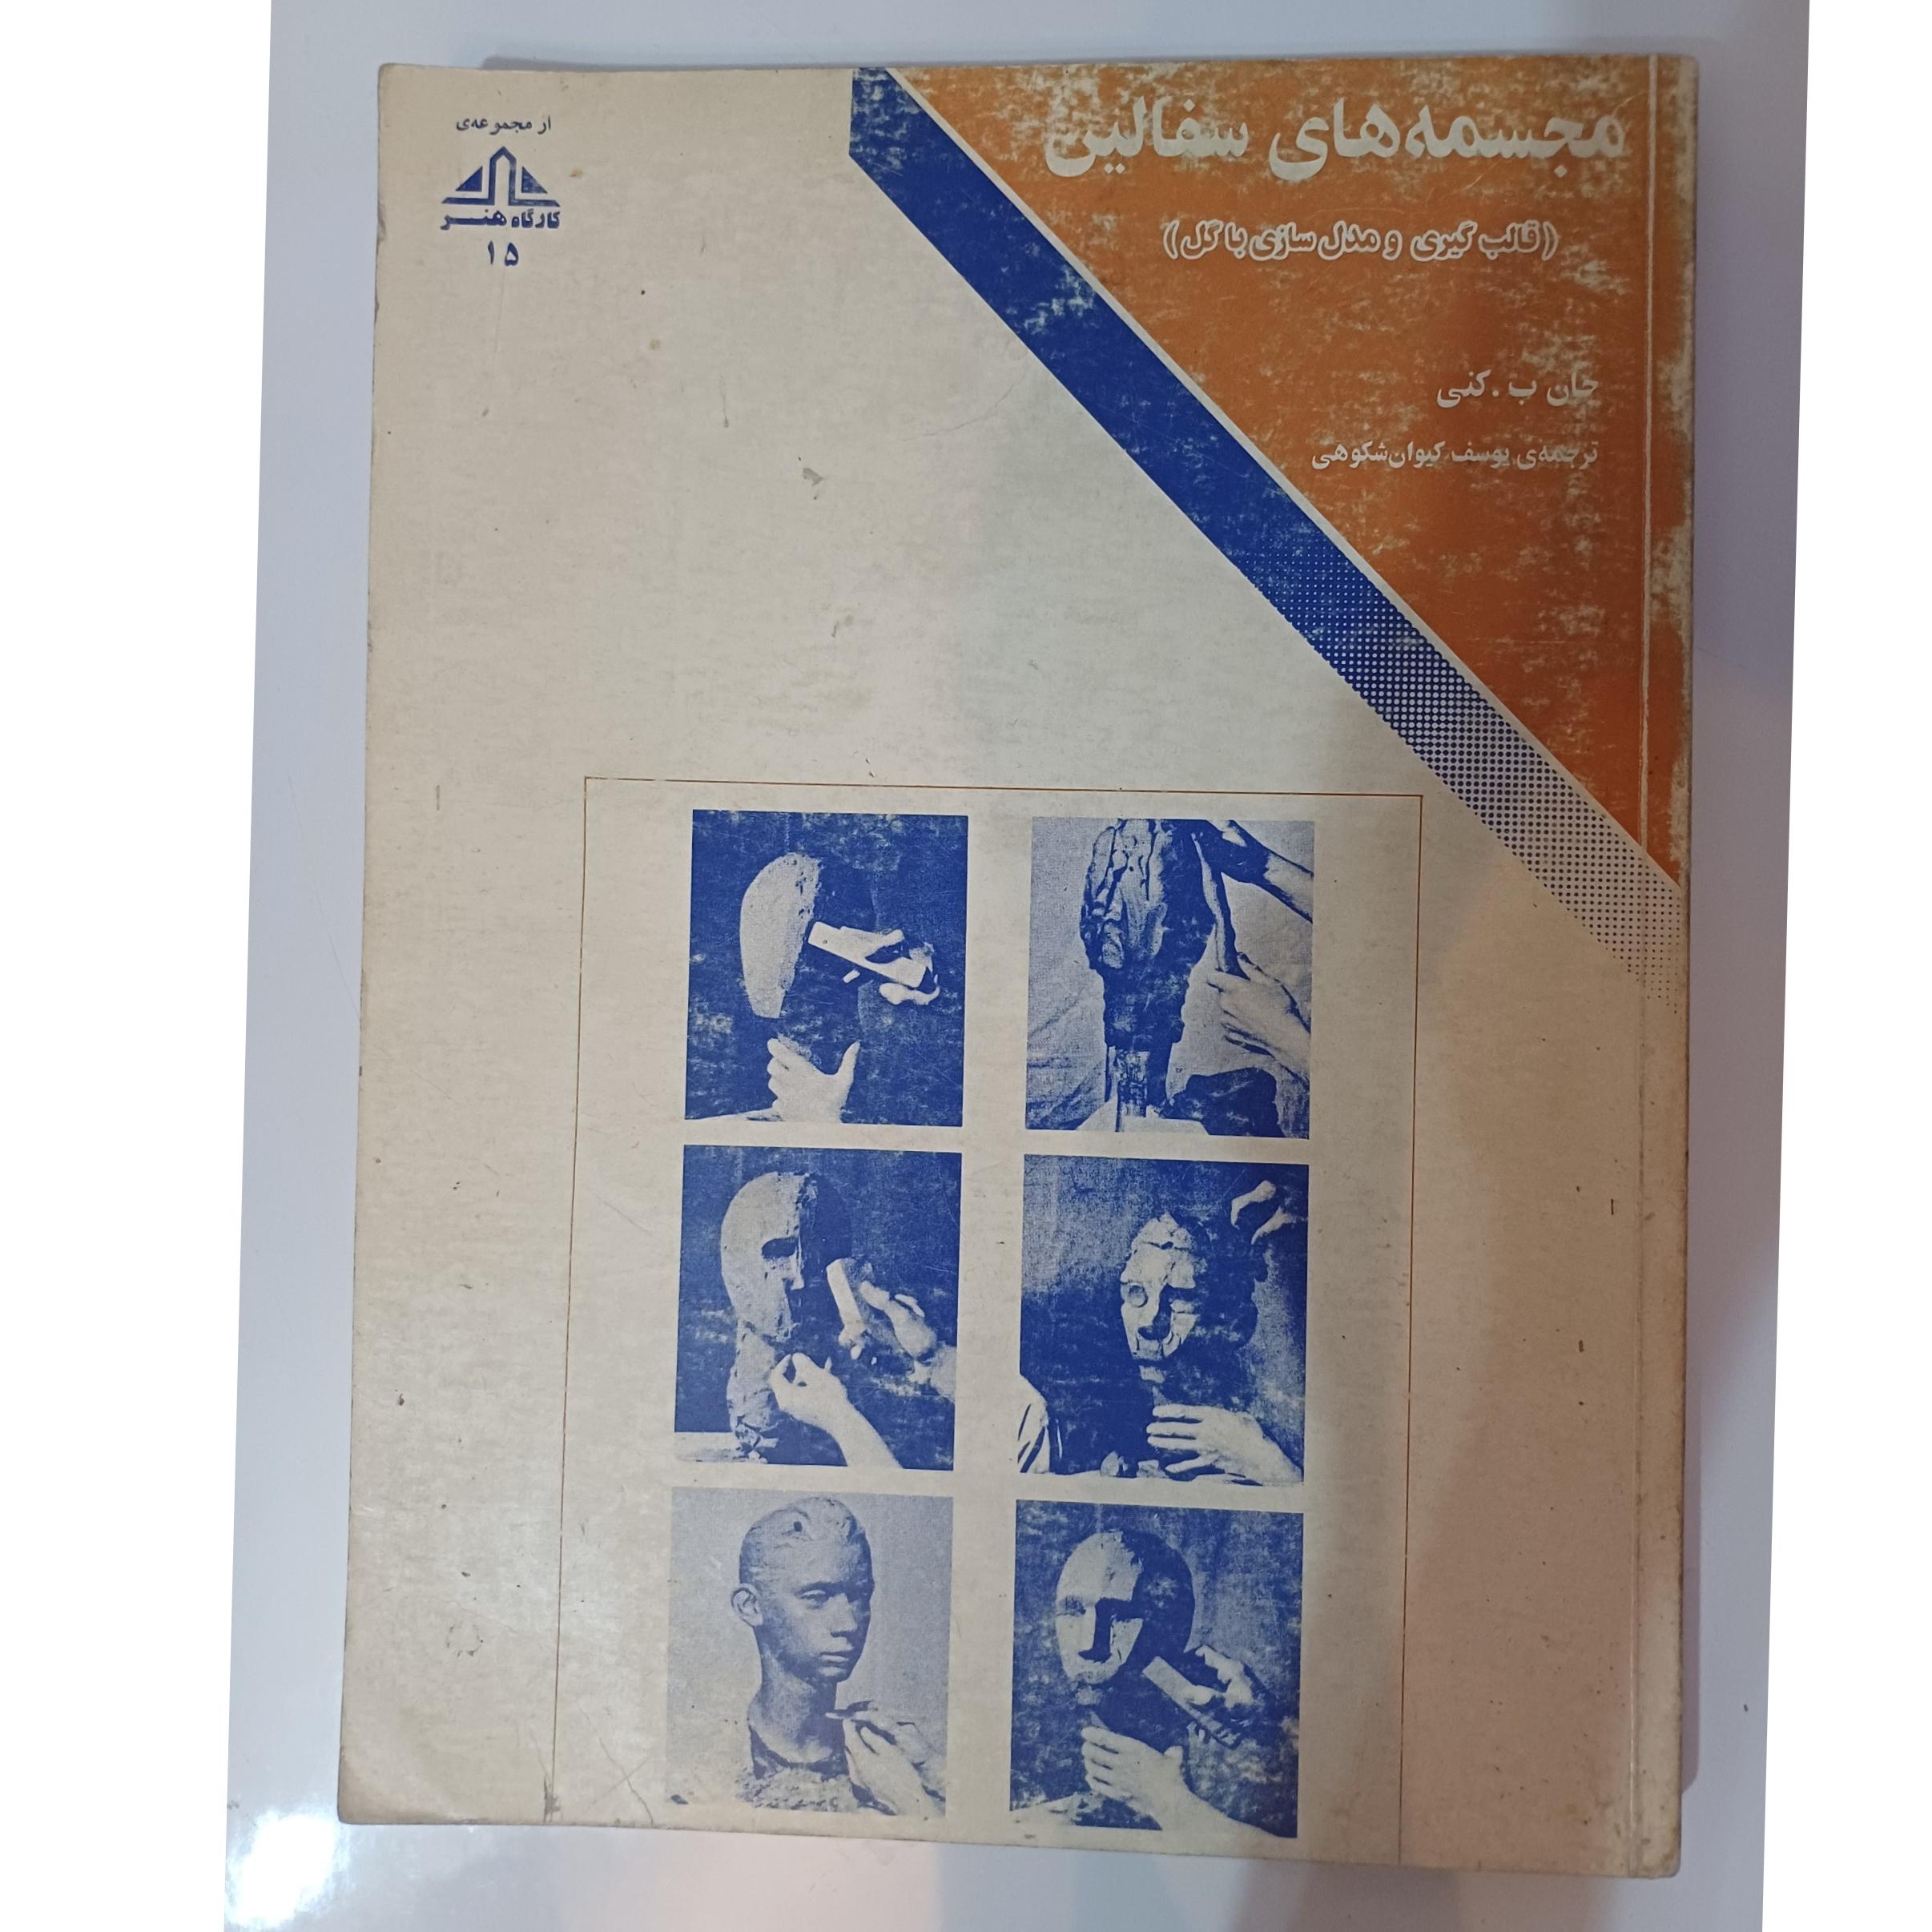 مجسمه‌های سفالین
(قالب گیری و مدل سازی با گل)
جان ب. کنی
ترجمه‌ی یوسف کیوان‌شکوهی
از مجموعه‌ی
کارگاه هنر
۱۵